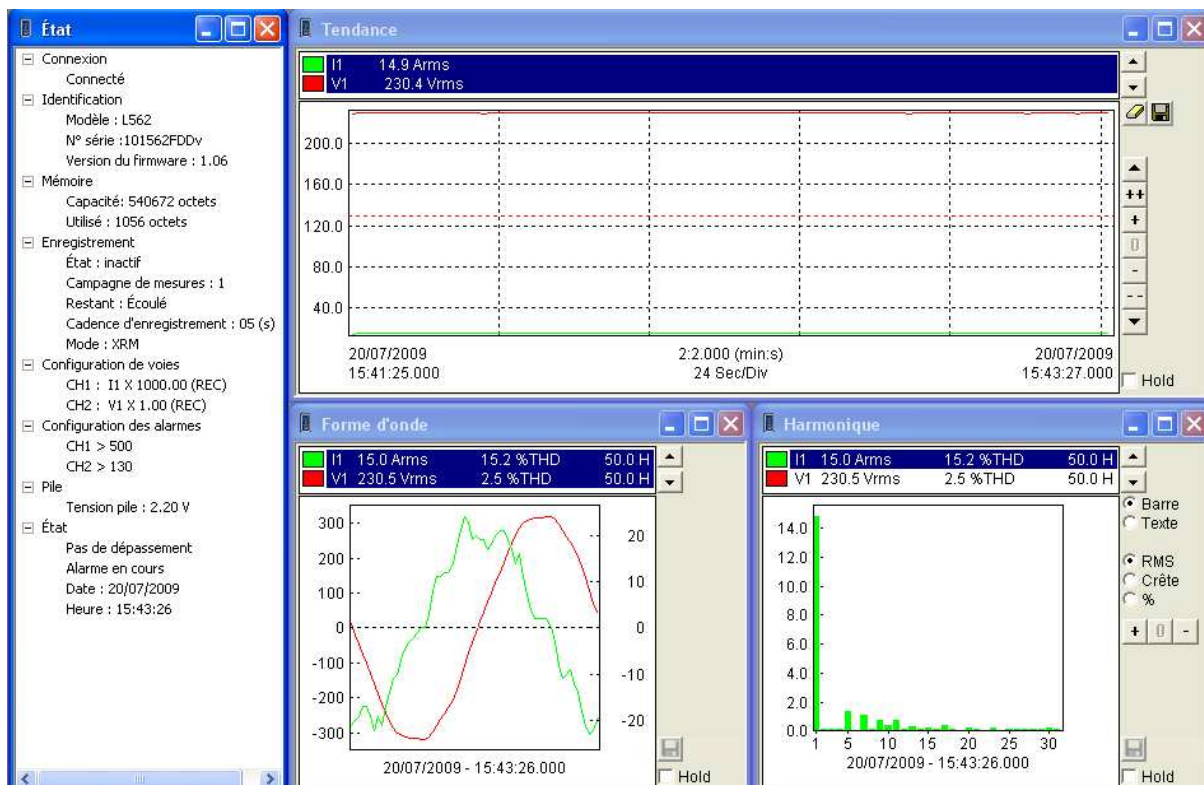 État
Connexion
Connecté
Identification
Modèle : L562
N° série :101562FDDv
Version du firmware : 1.06
Mémoire
Capacité: 540672 octets
Utilisé : 1056 octets
Enregistrement
État : inactif
Campagne de mesures : 1
Restant : Écoulé
Cadence d'enregistrement : 05 (s)
Mode : XRM
Configuration de voies
CH1 : I1 X 1000.00 (REC)
CH2 : V1 X 1.00 (REC)
Configuration des alarmes
CH1 > 500
CH2 > 130
Pile
Tension pile : 2.20 V
État
Pas de dépassement
Alarme en cours
Date : 20/07/2009
Heure : 15:43:26
Tendance
I1 14.9 Arms
V1 230.4 Vrms
200.0
160.0
120.0
80.0
40.0
20/07/2009 2:2.000 (min:s) 20/07/2009
15:41:25.000 24 Sec/Div 15:43:27.000
++
+
0
-
--
Hold
Forme d'onde
I1 15.0 Arms 15.2 %THD 50.0 H
V1 230.5 Vrms 2.5 %THD 50.0 H
300
200
100
0
-100
-200
-300
20
10
0
-10
-20
20/07/2009 - 15:43:26.000
Hold
Harmonique
I1 15.0 Arms 15.2 %THD 50.0 H
V1 230.5 Vrms 2.5 %THD 50.0 H
14.0
12.0
10.0
8.0
6.0
4.0
2.0
0.0
1 5 10 15 20 25 30
20/07/2009 - 15:43:26.000
Barre
Texte
RMS
Crête
%
+ 0 -
Hold